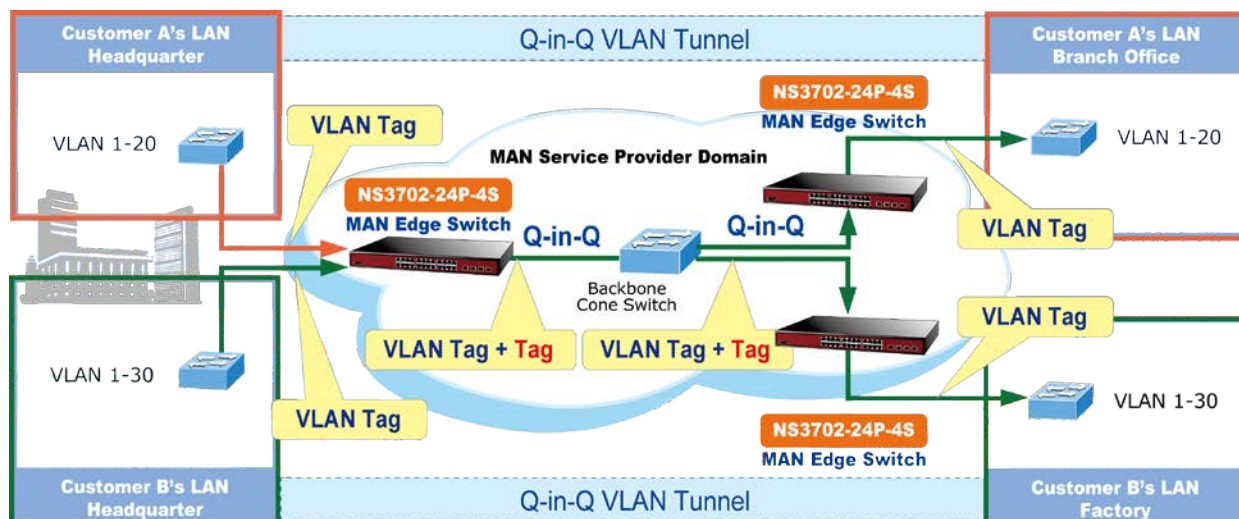 Customer A's LAN
Headquarter
VLAN 1-20
Q-in-Q VLAN Tunnel
Customer A's LAN
Branch Office
VLAN 1-20
VLAN Tag
MAN Service Provider Domain
NS3702-24P-4S
MAN Edge Switch
NS3702-24P-4S
MAN Edge Switch
Q-in-Q
Q-in-Q
VLAN Tag
Backbone
Cone Switch
VLAN Tag + Tag
VLAN Tag + Tag
VLAN Tag
VLAN 1-30
VLAN Tag
VLAN 1-30
NS3702-24P-4S
MAN Edge Switch
Customer B's LAN
Headquarter
Q-in-Q VLAN Tunnel
Customer B's LAN
Factory